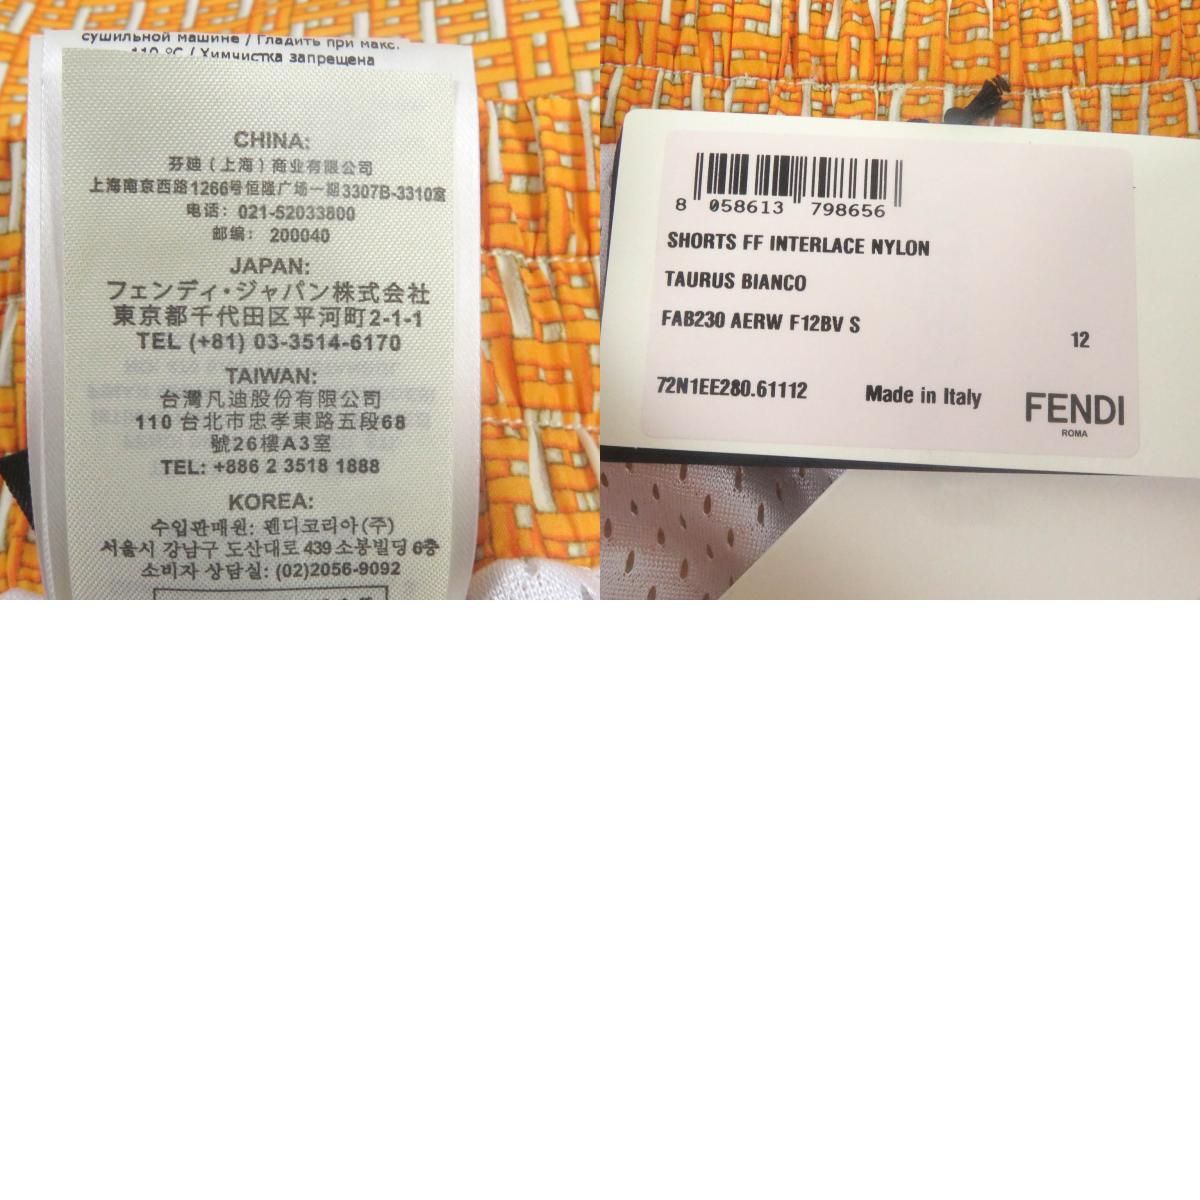 сушильной машине / Гладить при макс.
110 °C / Химчистка запрещена
CHINA:
芬迪（上海）商业有限公司
上海南京西路1266号恒隆广场一期3307B-3310室
电话： 021-52033800
邮编： 200040
JAPAN:
フェンディ・ジャパン株式会社
東京都千代田区平河町2-1-1
TEL (+81) 03-3514-6170
TAIWAN:
台灣凡迪股份有限公司
110 台北市忠孝東路五段68
號26樓A3室
TEL: +886 2 3518 1888
KOREA:
수입판매원: 펜디코리아(주)
서울시 강남구 도산대로 439 소봉빌딩 6층
소비자 상담실: (02)2056-9092
8 058613 798656
SHORTS FF INTERLACE NYLON
TAURUS BIANCO
FAB230 AERW F12BV S
12
72N1EE280.61112
Made in Italy
FENDI
ROMA